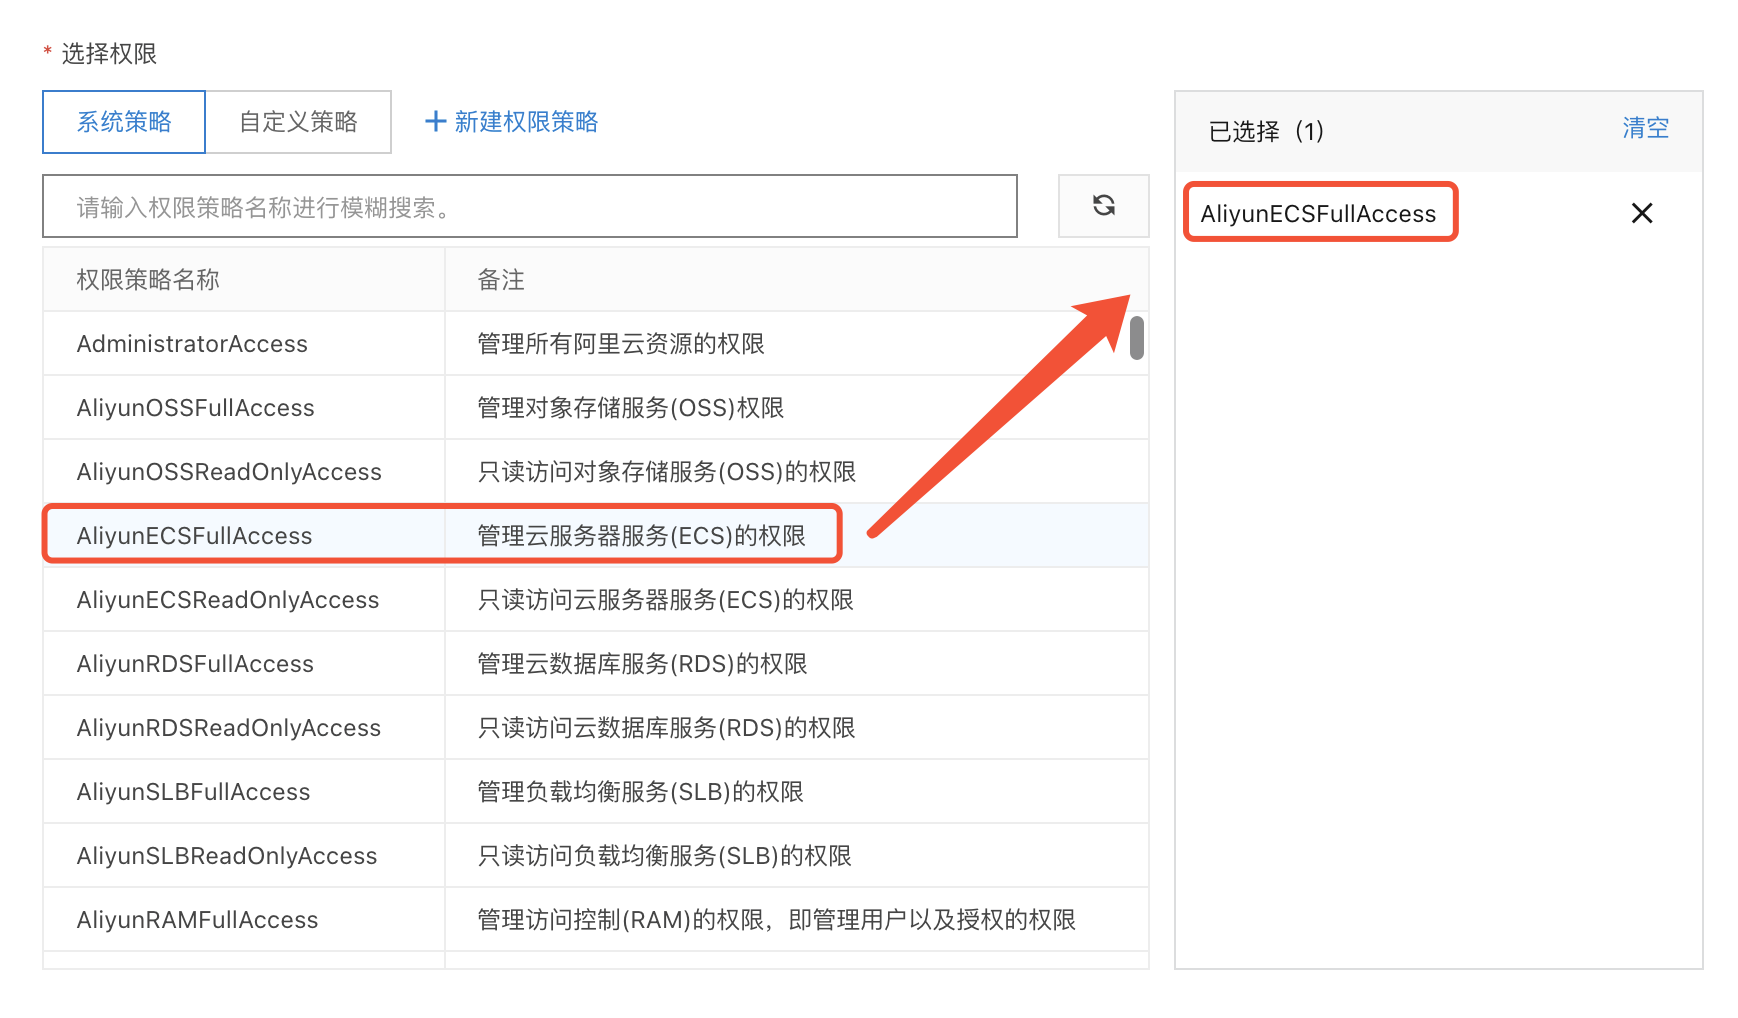 * 选择权限
系统策略 自定义策略 + 新建权限策略
请输入权限策略名称进行模糊搜索。
权限策略名称 备注
AdministratorAccess 管理所有阿里云资源的权限
AliyunOSSFullAccess 管理对象存储服务(OSS)权限
AliyunOSSReadOnlyAccess 只读访问对象存储服务(OSS)的权限
AliyunECSFullAccess 管理云服务器服务(ECS)的权限
AliyunECSReadOnlyAccess 只读访问云服务器服务(ECS)的权限
AliyunRDSFullAccess 管理云数据库服务(RDS)的权限
AliyunRDSReadOnlyAccess 只读访问云数据库服务(RDS)的权限
AliyunSLBFullAccess 管理负载均衡服务(SLB)的权限
AliyunSLBReadOnlyAccess 只读访问负载均衡服务(SLB)的权限
AliyunRAMFullAccess 管理访问控制(RAM)的权限，即管理用户以及授权的权限
已选择（1） 清空
AliyunECSFullAccess